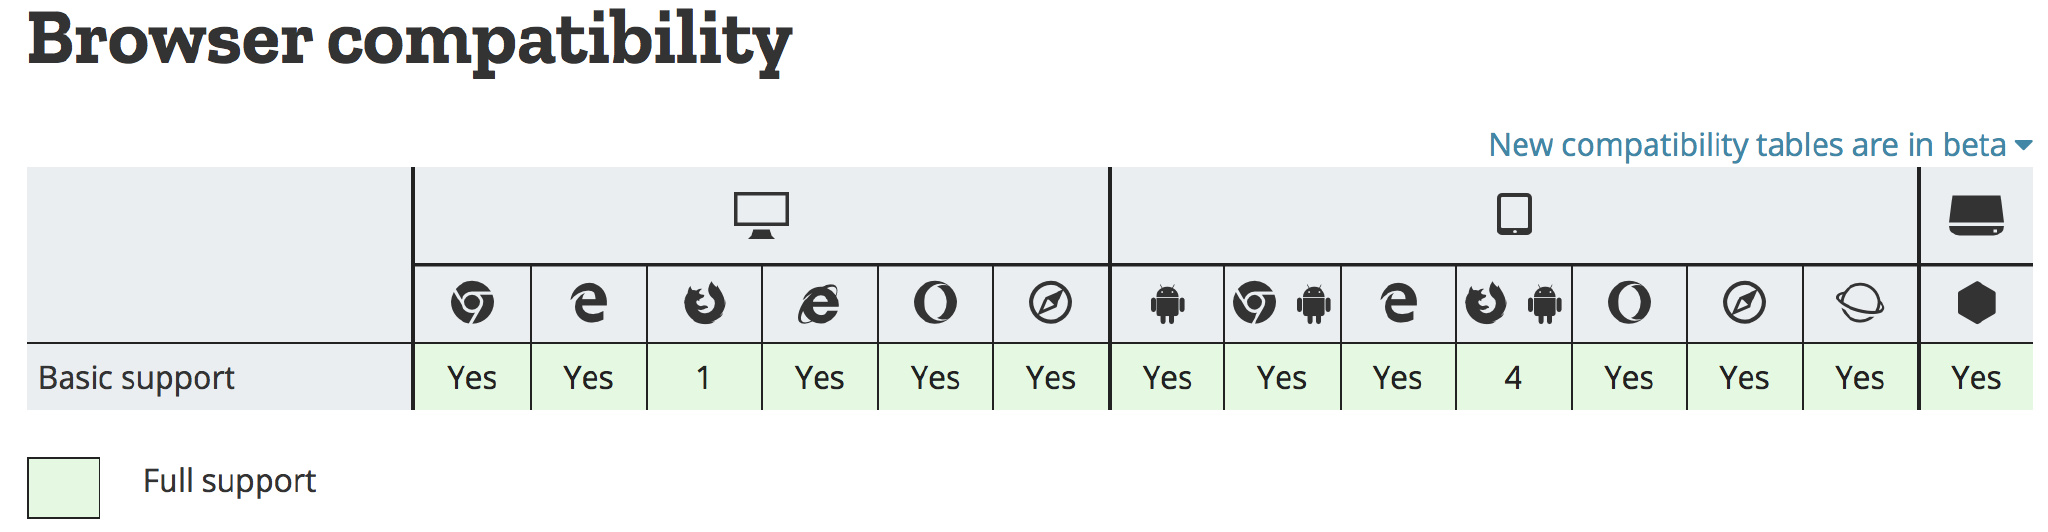 Browser compatibility
New compatibility tables are in beta
Basic support Yes Yes 1 Yes Yes Yes Yes Yes Yes 4 Yes Yes Yes Yes
Full support